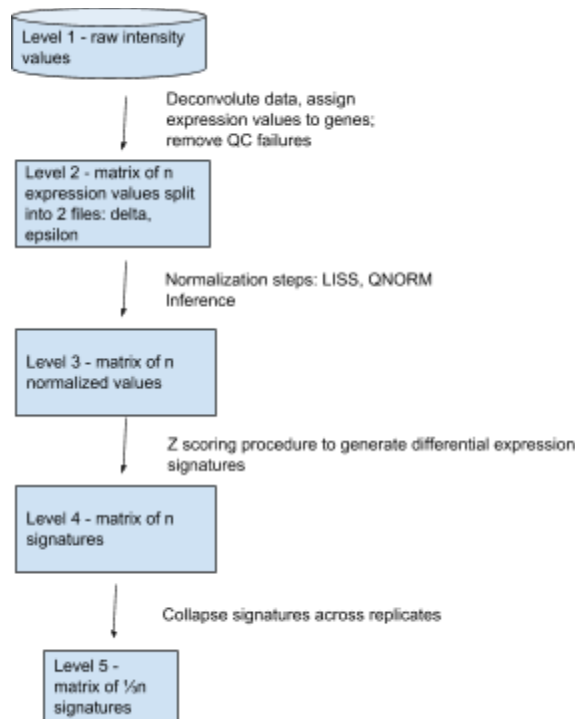 Level 1 - raw intensity
values
Deconvolute data, assign
expression values to genes;
remove QC failures
Level 2 - matrix of n
expression values split
into 2 files: delta,
epsilon
Normalization steps: LISS, QNORM
Inference
Level 3 - matrix of n
normalized values
Z scoring procedure to generate differential expression
signatures
Level 4 - matrix of n
signatures
Collapse signatures across replicates
Level 5 -
matrix of ⅓n
signatures